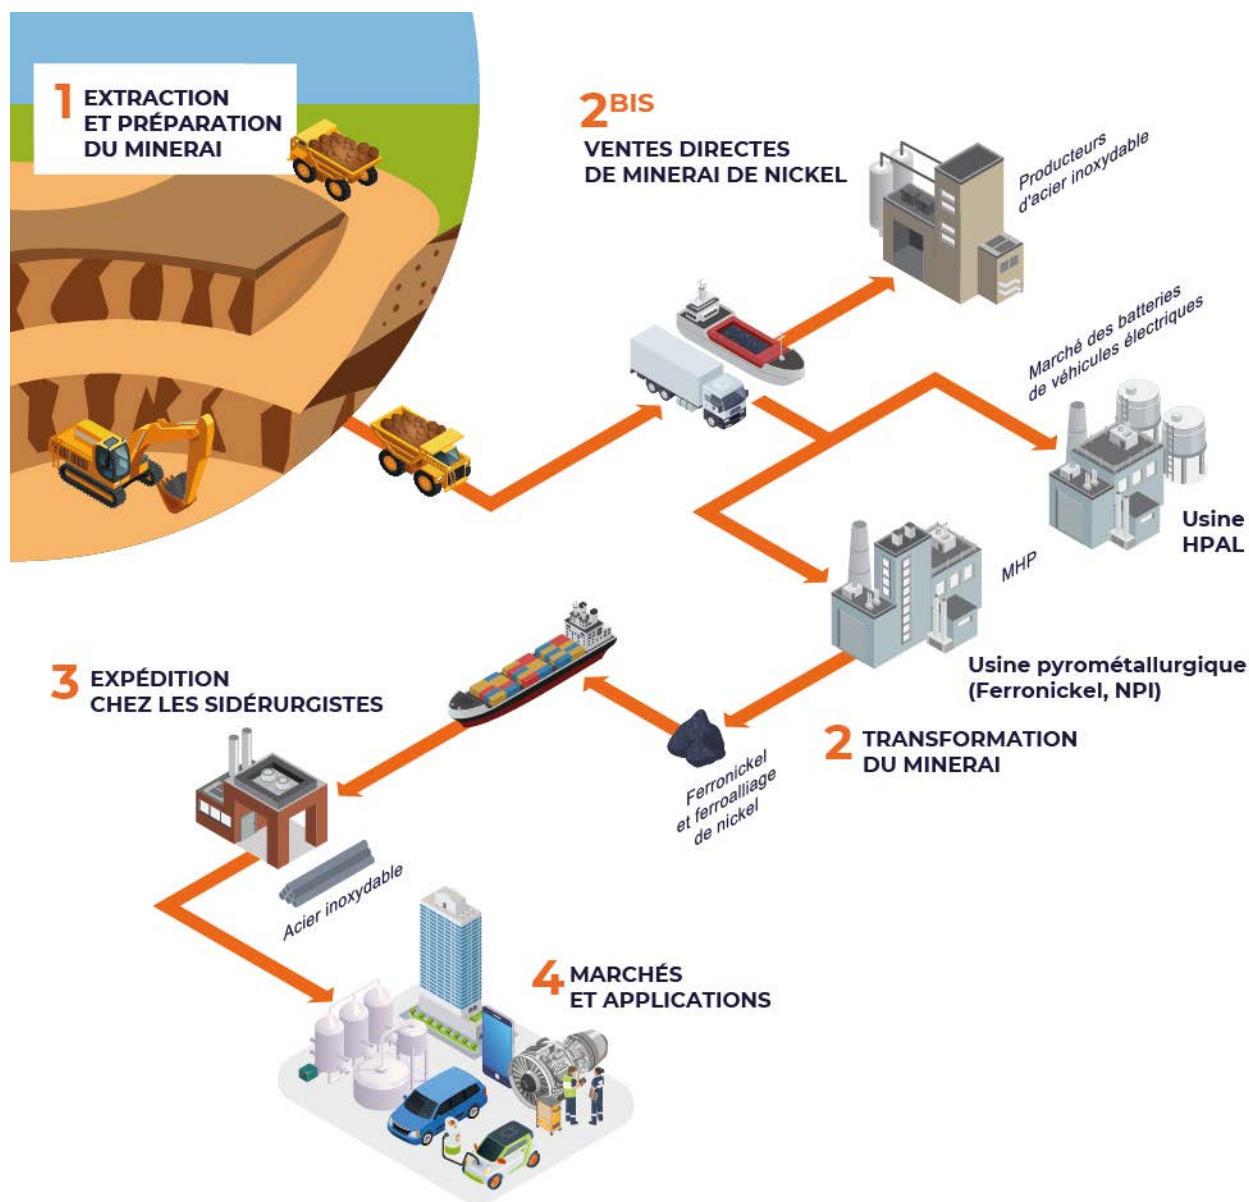 1 EXTRACTION
ET PRÉPARATION
DU MINERAI
2BIS
VENTES DIRECTES
DE MINERAI DE NICKEL
Producteurs
d'acier inoxydable
Marché des batteries
de véhicules électriques
Usine
HPAL
MHP
Usine pyrométallurgique
(Ferronickel, NPI)
2 TRANSFORMATION
DU MINERAI
Ferronickel
et ferroalliage
de nickel
3 EXPÉDITION
CHEZ LES SIDÉRURGISTES
Acier inoxydable
4 MARCHÉS
ET APPLICATIONS